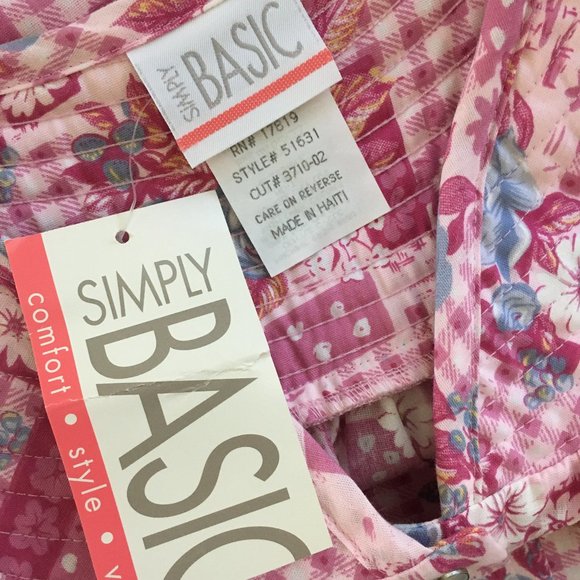 SIMPLY
BASIC
RN# 17819
STYLE# 51631
CUT# 3710-02
CARE ON REVERSE
MADE IN HAITI
SIMPLY
BASIC
comfort • style • v